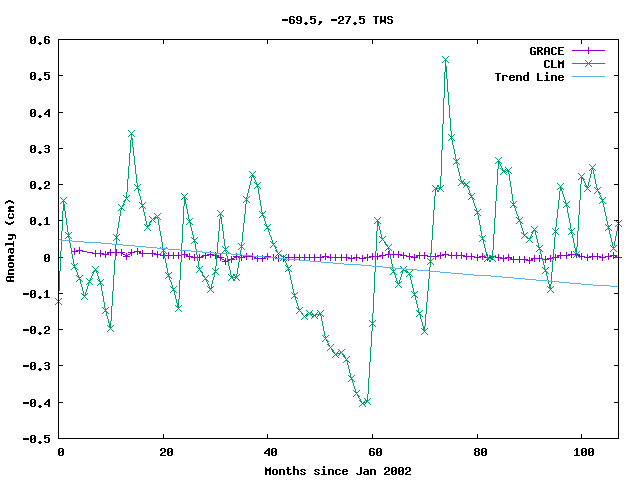 -69.5, -27.5 TWS
GRACE
CLM
Trend Line
0.6
0.5
0.4
0.3
0.2
0.1
0
-0.1
-0.2
-0.3
-0.4
-0.5
Anomaly (cm)
0 20 40 60 80 100
Months since Jan 2002